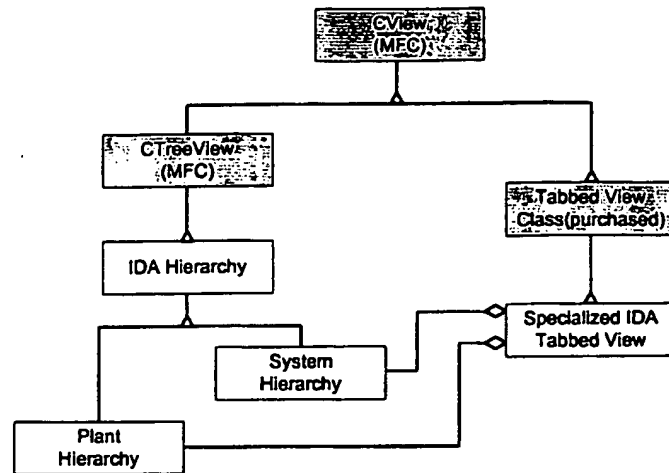 CView
(MFC)
CTreeView
(MFC)
Tabbed View
Class(purchased)
IDA Hierarchy
Specialized IDA
Tabbed View
System
Hierarchy
Plant
Hierarchy